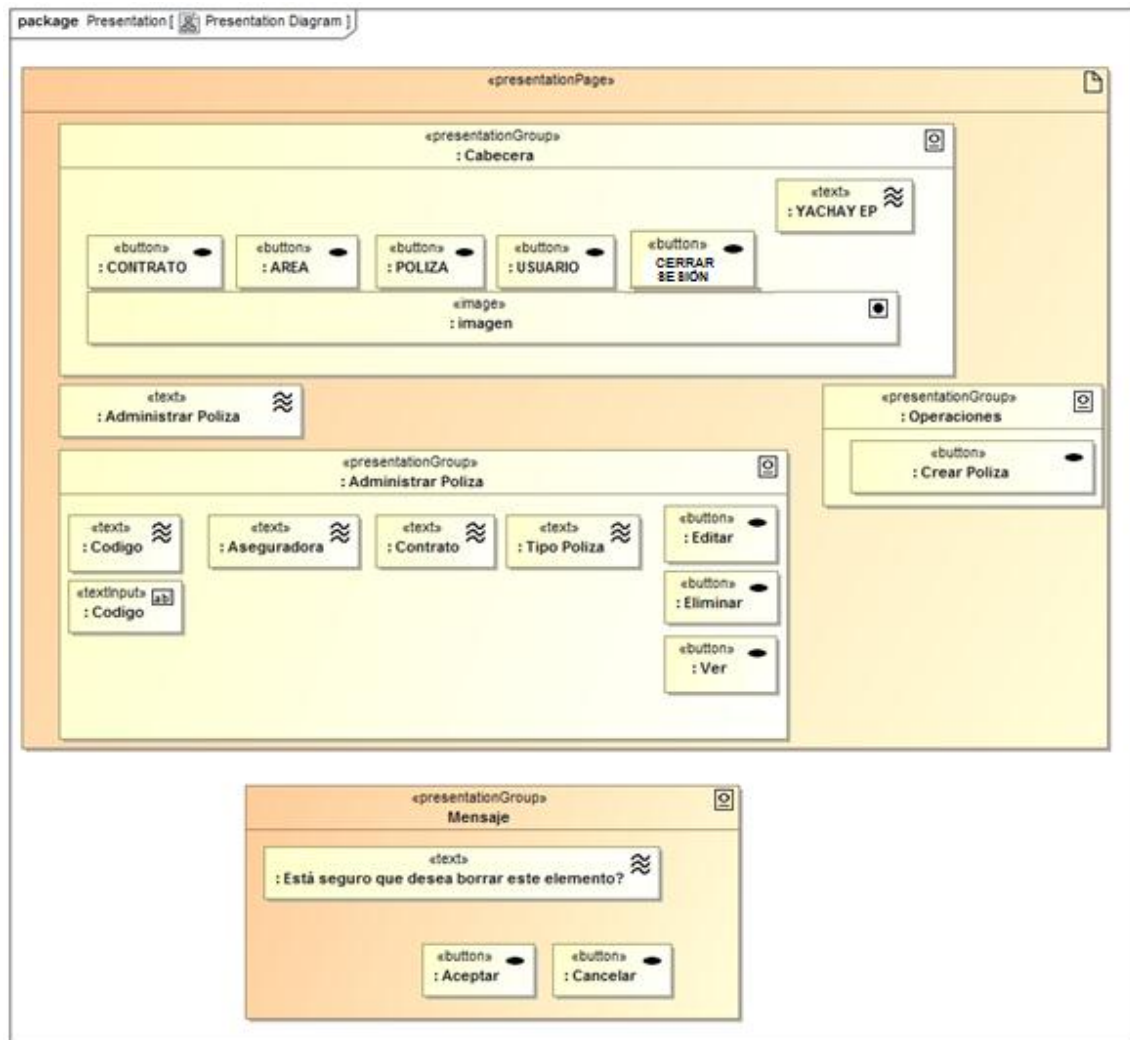 package Presentation [ Presentation Diagram ]
«presentationPage»
«presentationGroup»
: Cabecera
«text»
: YACHAY EP
«button»
: CONTRATO
«button»
: AREA
«button»
: POLIZA
«button»
: USUARIO
«button»
CERRAR
SESIÓN
«image»
: imagen
«text»
: Administrar Poliza
«presentationGroup»
: Operaciones
«button»
: Crear Poliza
«presentationGroup»
: Administrar Poliza
«text»
: Codigo
«text»
: Aseguradora
«text»
: Contrato
«text»
: Tipo Poliza
«button»
: Editar
«textInput» ab
: Codigo
«button»
: Eliminar
«button»
: Ver
«presentationGroup»
Mensaje
«text»
: Está seguro que desea borrar este elemento?
«button»
: Aceptar
«button»
: Cancelar